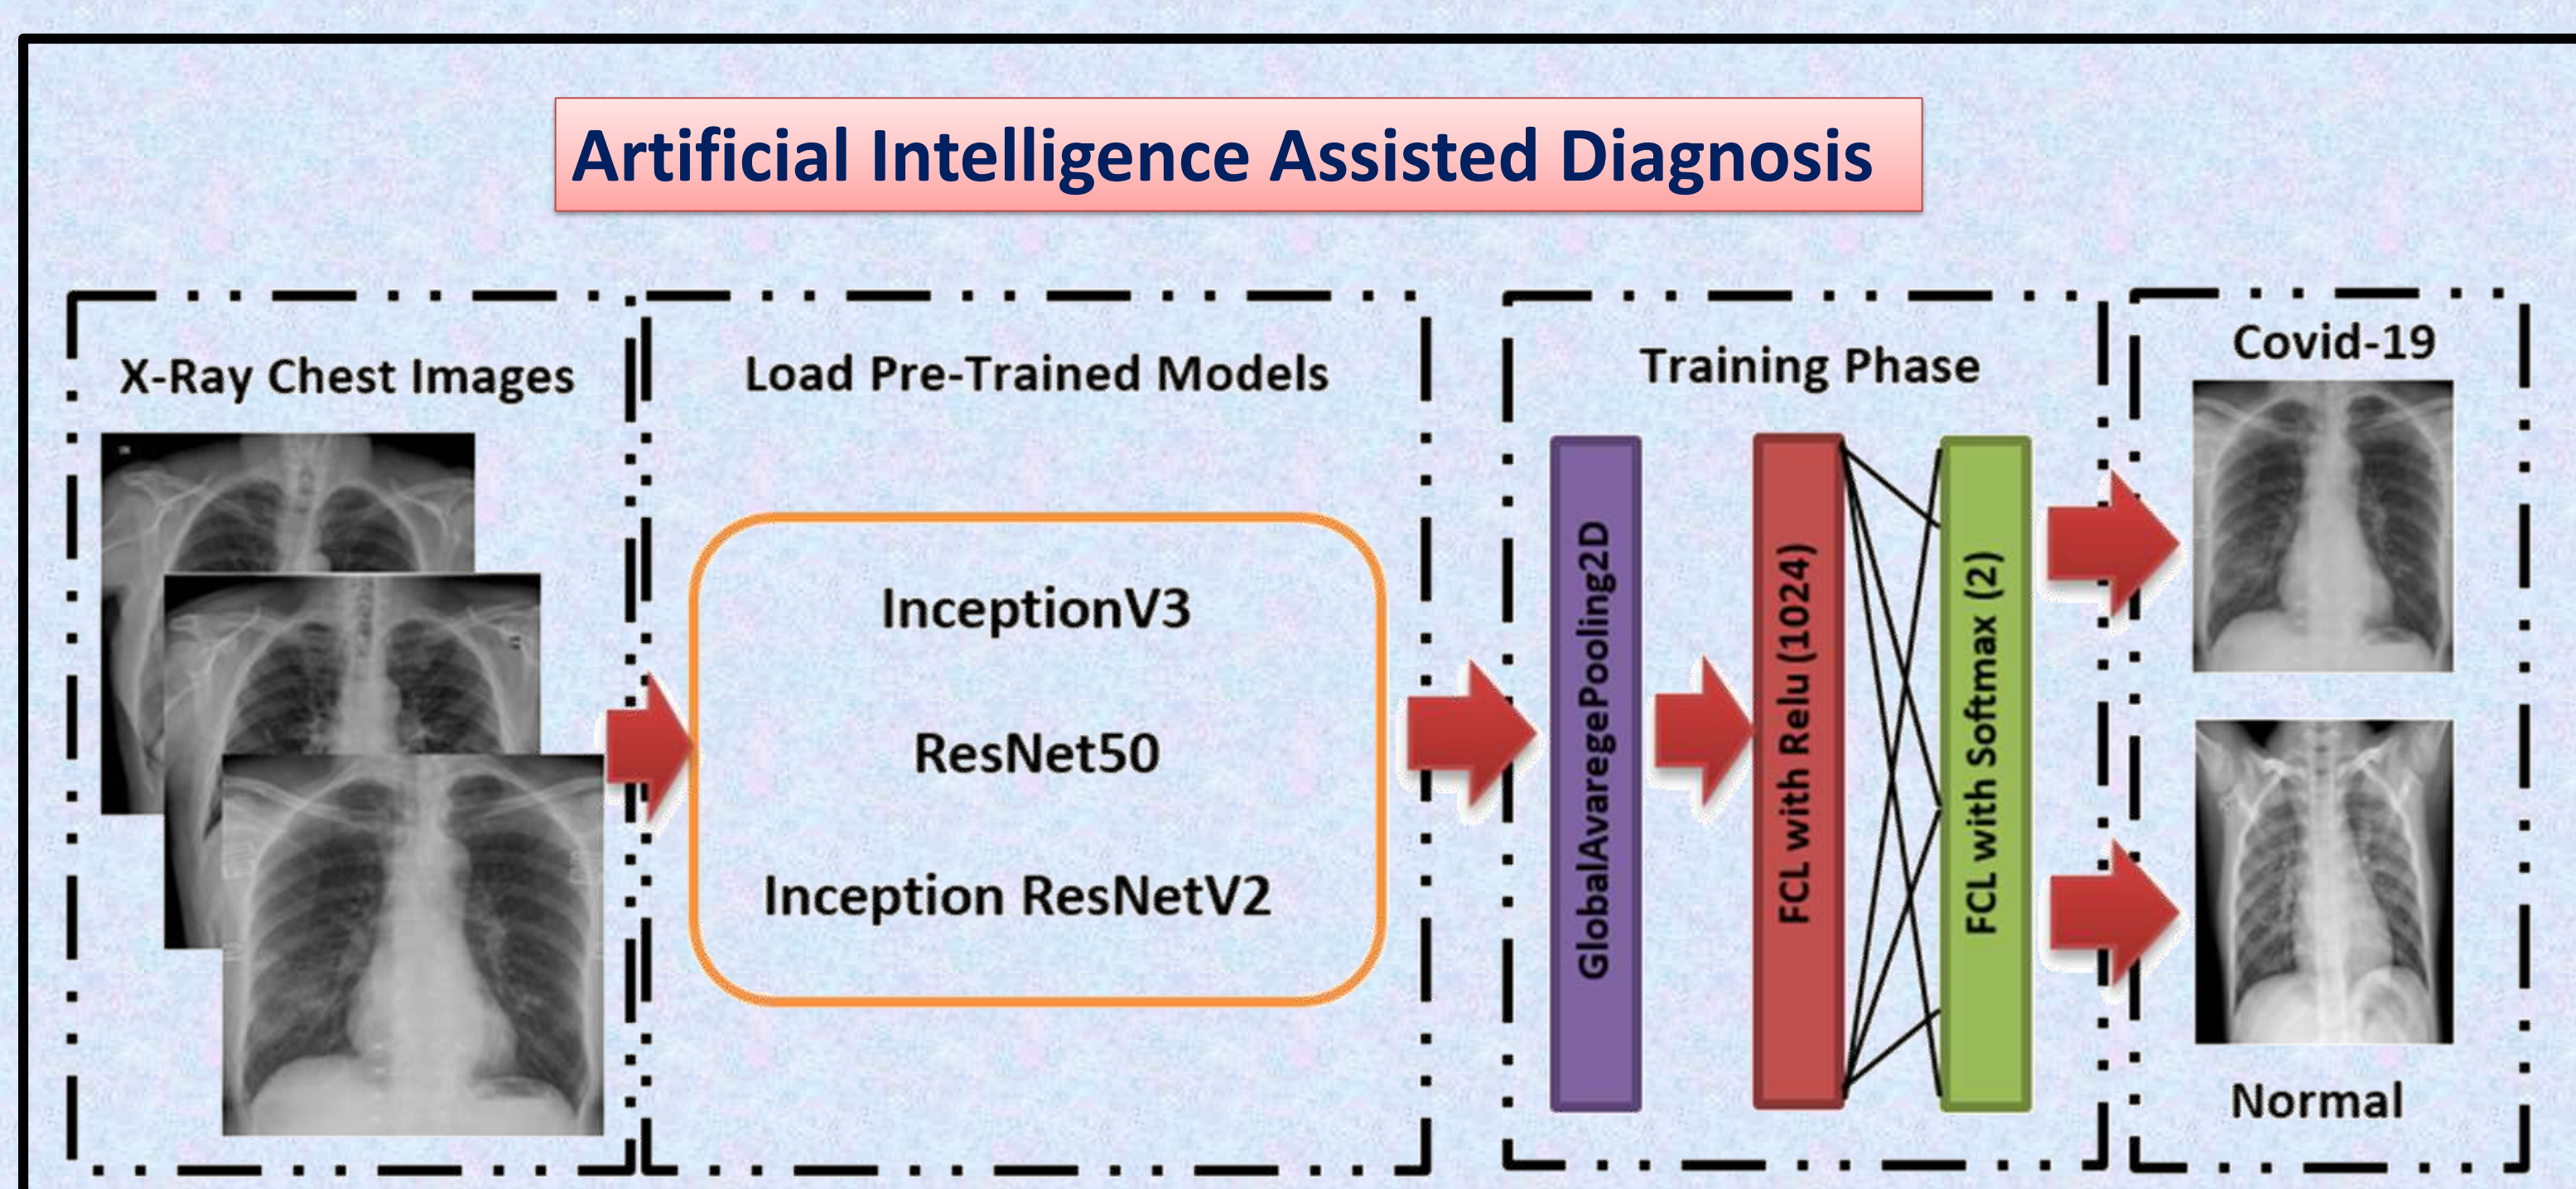 Artificial Intelligence Assisted Diagnosis
X-Ray Chest Images
Load Pre-Trained Models
InceptionV3
ResNet50
Inception ResNetV2
Training Phase
GlobalAvaregePooling2D
FCL with Relu (1024)
FCL with Softmax (2)
Covid-19
Normal